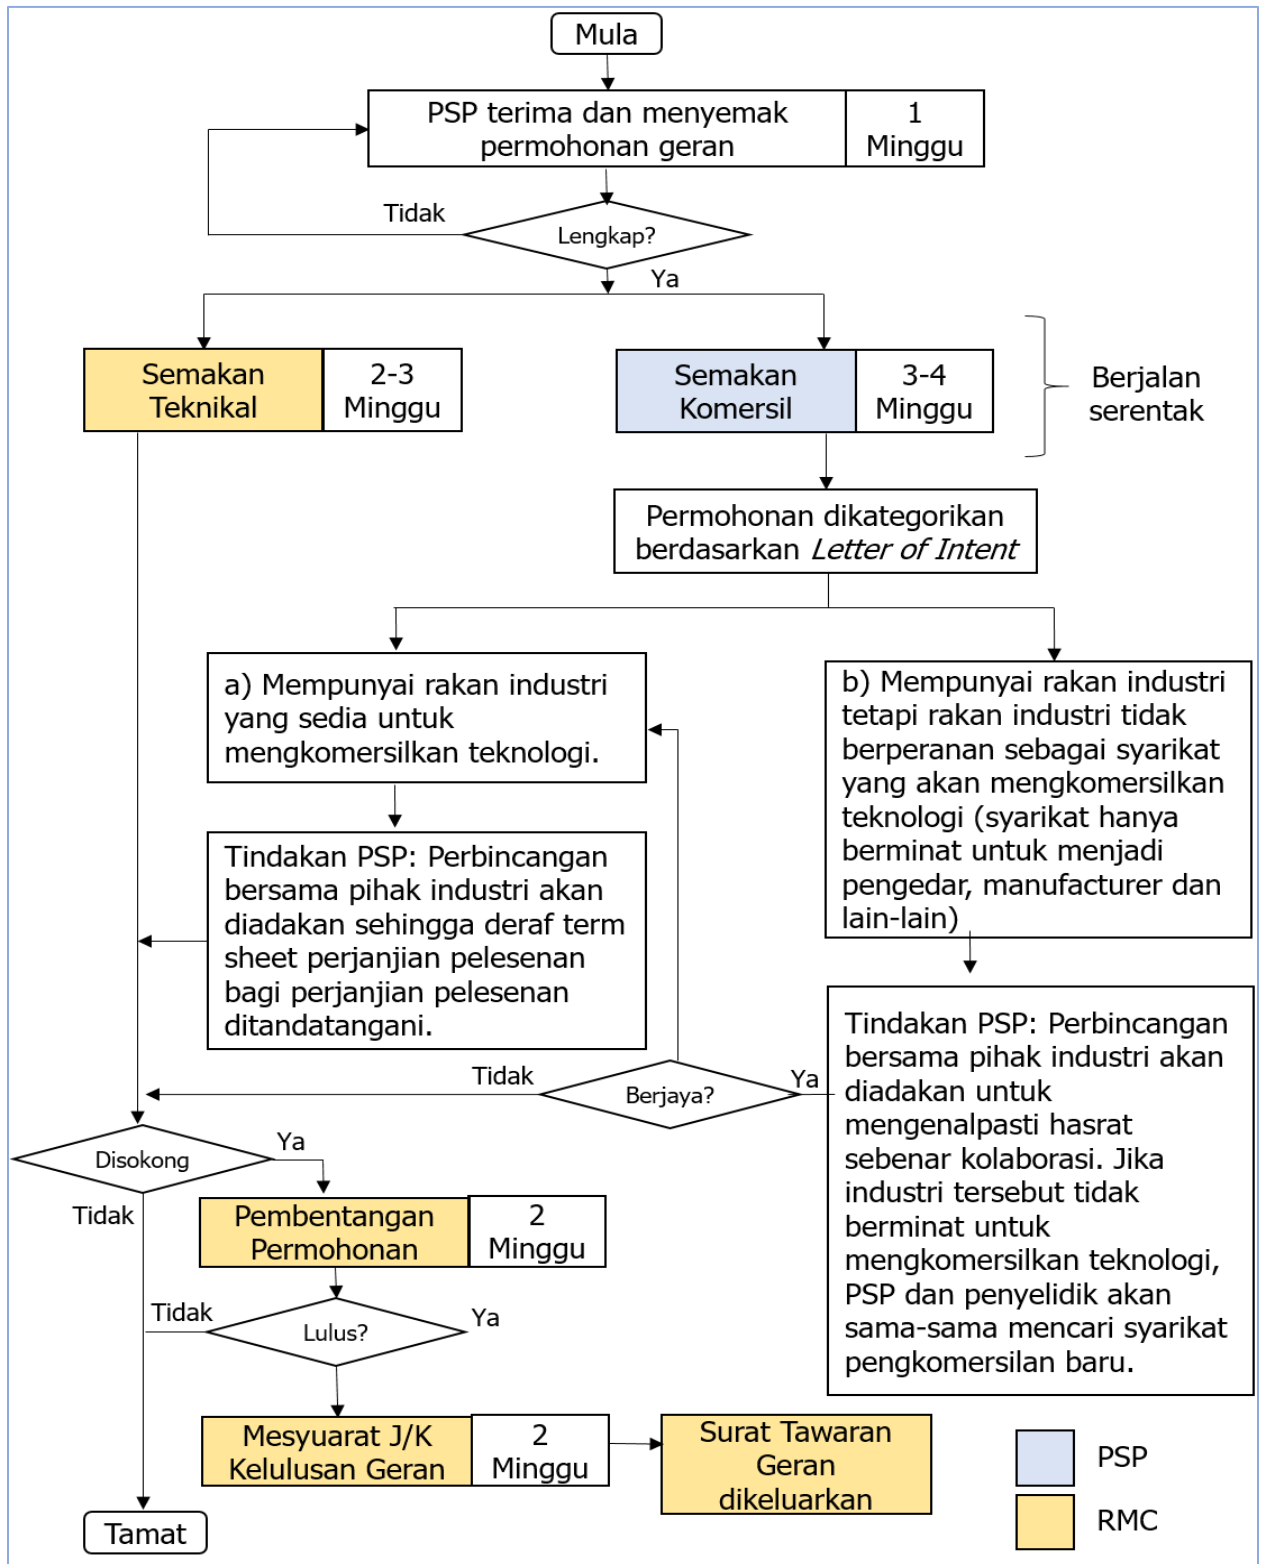 Mula
PSP terima dan menyemak
permohonan geran
1
Minggu
Tidak
Lengkap?
Ya
Semakan
Teknikal
2-3
Minggu
Semakan
Komersil
3-4
Minggu
Berjalan
serentak
Permohonan dikategorikan
berdasarkan Letter of Intent
a) Mempunyai rakan industri
yang sedia untuk
mengkomersilkan teknologi.
b) Mempunyai rakan industri
tetapi rakan industri tidak
berperanan sebagai syarikat
yang akan mengkomersilkan
teknologi (syarikat hanya
berminat untuk menjadi
pengedar, manufacturer dan
lain-lain)
Tindakan PSP: Perbincangan
bersama pihak industri akan
diadakan sehingga deraf term
sheet perjanjian pelesenan
bagi perjanjian pelesenan
ditandatangani.
Tindakan PSP: Perbincangan
bersama pihak industri akan
diadakan untuk
mengenalpasti hasrat
sebenar kolaborasi. Jika
industri tersebut tidak
berminat untuk
mengkomersilkan teknologi,
PSP dan penyelidik akan
sama-sama mencari syarikat
pengkomersilan baru.
Tidak
Berjaya?
Ya
Disokong
Ya
Tidak
Pembentangan
Permohonan
2
Minggu
Tidak
Lulus?
Ya
Mesyuarat J/K
Kelulusan Geran
2
Minggu
Surat Tawaran
Geran
dikeluarkan
PSP
RMC
Tamat